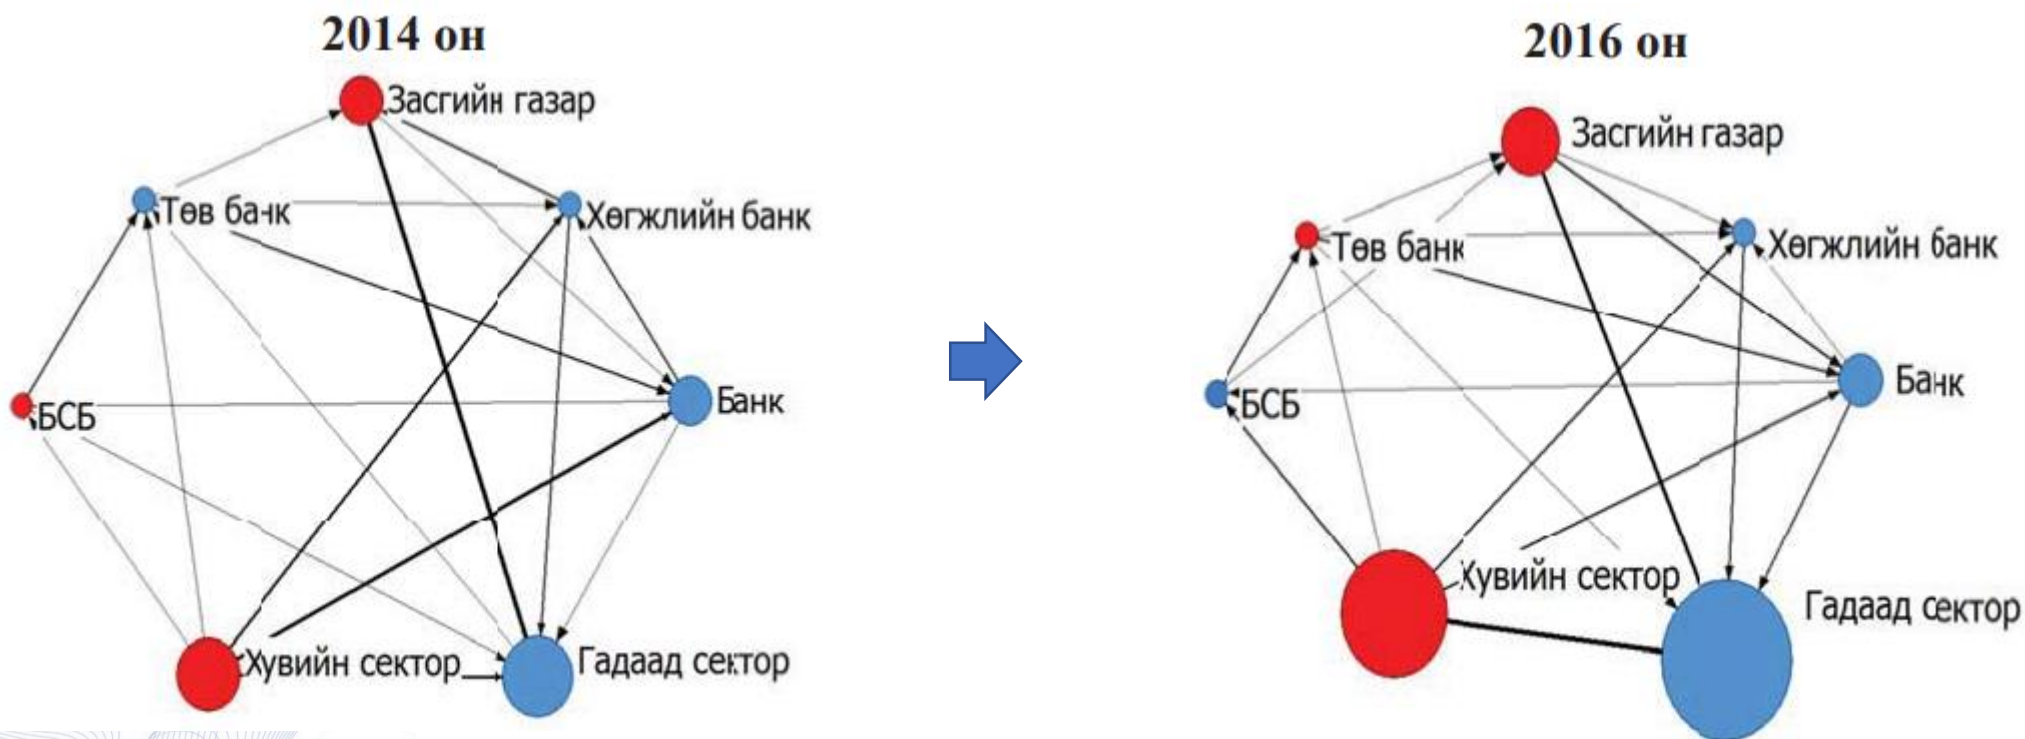 2014 он
Засгийн газар
Төв банк
Хөгжлийн банк
БСБ
Банк
Хувийн сектор
Гадаад сектор
2016 он
Засгийн газар
Төв банк
Хөгжлийн банк
БСБ
Банк
Хувийн сектор
Гадаад сектор